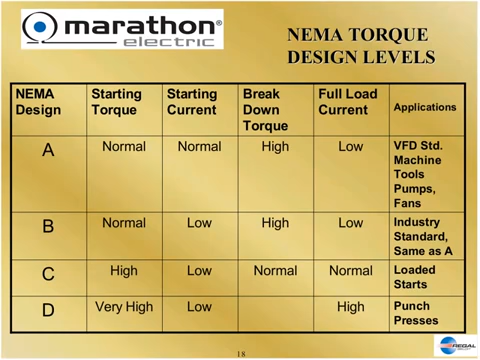 marathon®
electric
NEMA TORQUE
DESIGN LEVELS
NEMA Design | Starting Torque | Starting Current | Break Down Torque | Full Load Current | Applications
A | Normal | Normal | High | Low | VFD Std. Machine Tools Pumps, Fans
B | Normal | Low | High | Low | Industry Standard, Same as A
C | High | Low | Normal | Normal | Loaded Starts
D | Very High | Low | | High | Punch Presses
18
REGAL